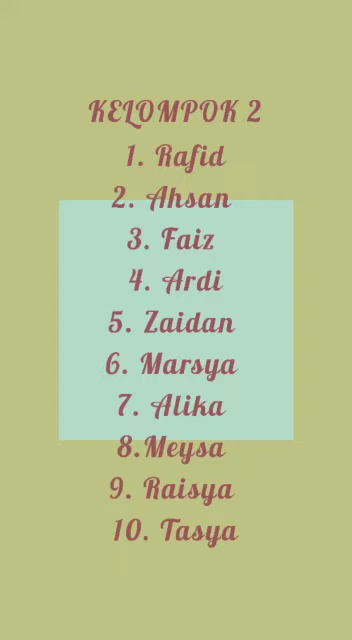 KELOMPOK 2
1. Rafid
2. Ahsan
3. Faiz
4. Ardi
5. Zaidan
6. Marsya
7. Alika
8.Meysa
9. Raisya
10. Tasya